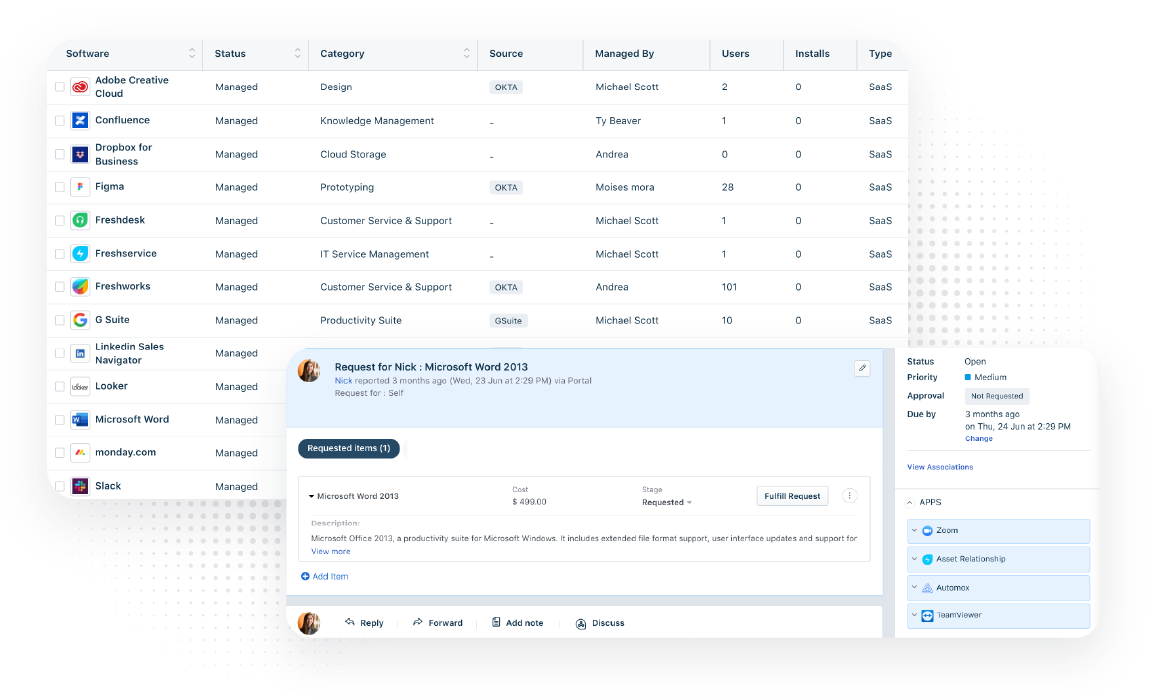 Software Status Category Source Managed By Users Installs Type
Adobe Creative
Cloud Managed Design OKTA Michael Scott 2 0 SaaS
Confluence Managed Knowledge Management - Ty Beaver 1 0 SaaS
Dropbox for
Business Managed Cloud Storage - Andrea 0 0 SaaS
Figma Managed Prototyping OKTA Moises mora 28 0 SaaS
Freshdesk Managed Customer Service & Support - Michael Scott 1 0 SaaS
Freshservice Managed IT Service Management - Michael Scott 1 0 SaaS
Freshworks Managed Customer Service & Support OKTA Andrea 101 0 SaaS
G Suite Managed Productivity Suite GSuite Michael Scott 10 0 SaaS
Linkedin Sales
Navigator Managed
looker Looker Managed
Microsoft Word Managed
monday.com Managed
Slack Managed
Request for Nick : Microsoft Word 2013
Nick reported 3 months ago (Wed, 23 Jun at 2:29 PM) via Portal
Request for : Self
Requested items (1)
Microsoft Word 2013
Cost
$ 499.00
Stage
Requested
Fulfill Request
Description:
Microsoft Office 2013, a productivity suite for Microsoft Windows. It includes extended file format support, user interface updates and support for
View more
Add Item
Reply Forward Add note Discuss
Status Open
Priority Medium
Approval Not Requested
Due by 3 months ago
on Thu, 24 Jun at 2:29 PM
Change
View Associations
APPS
Zoom
Asset Relationship
Automox
TeamViewer